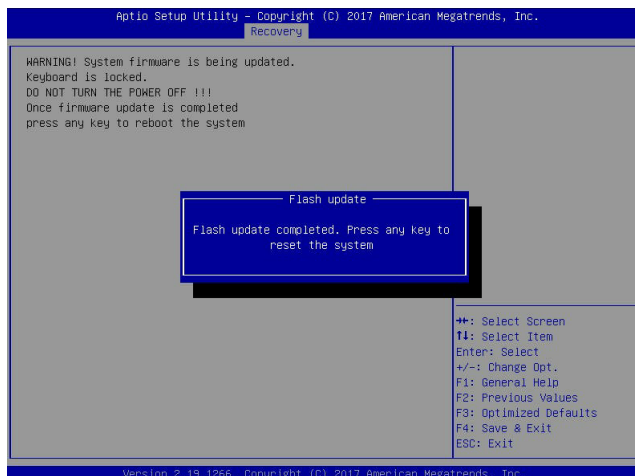 Aptio Setup Utility – Copyright (C) 2017 American Megatrends, Inc.
Recovery
WARNING! System firmware is being updated.
Keyboard is locked.
DO NOT TURN THE POWER OFF !!!
Once firmware update is completed
press any key to reboot the system
Flash update
Flash update completed. Press any key to
reset the system
→←: Select Screen
↑↓: Select Item
Enter: Select
+/-: Change Opt.
F1: General Help
F2: Previous Values
F3: Optimized Defaults
F4: Save & Exit
ESC: Exit
Version 2.19.1266. Copyright (C) 2017 American Megatrends, Inc.